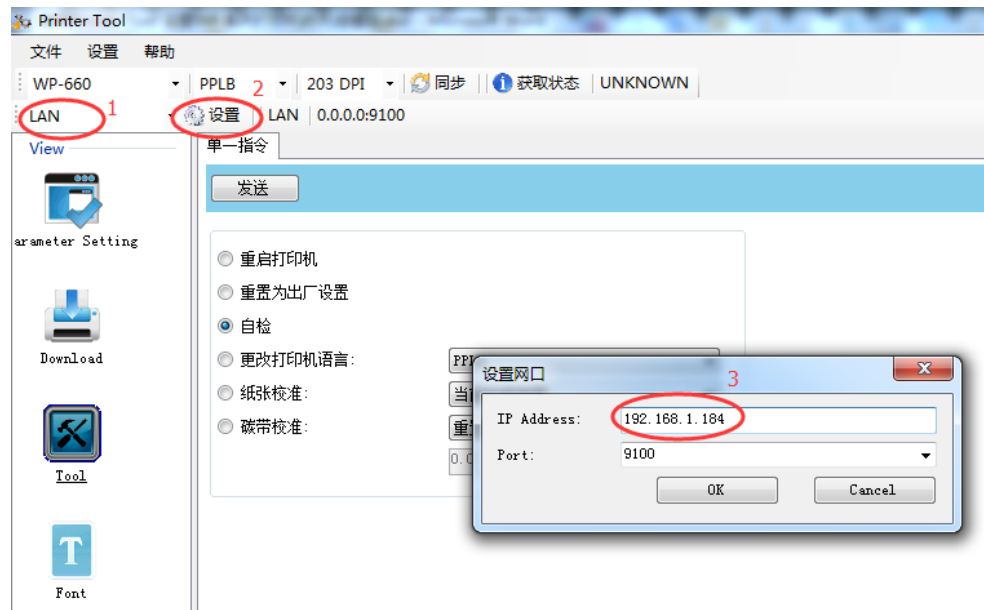 Printer Tool
文件 设置 帮助
WP-660 PPLB 2 203 DPI 同步 获取状态 UNKNOWN
LAN 1 设置 LAN 0.0.0.0:9100
View 单一指令
发送
arameter Setting
重启打印机
重置为出厂设置
自检
Download
更改打印机语言:
设置网口 3
纸张校准:
IP Address: 192.168.1.184
碳带校准:
Port: 9100
Tool
OK Cancel
Font